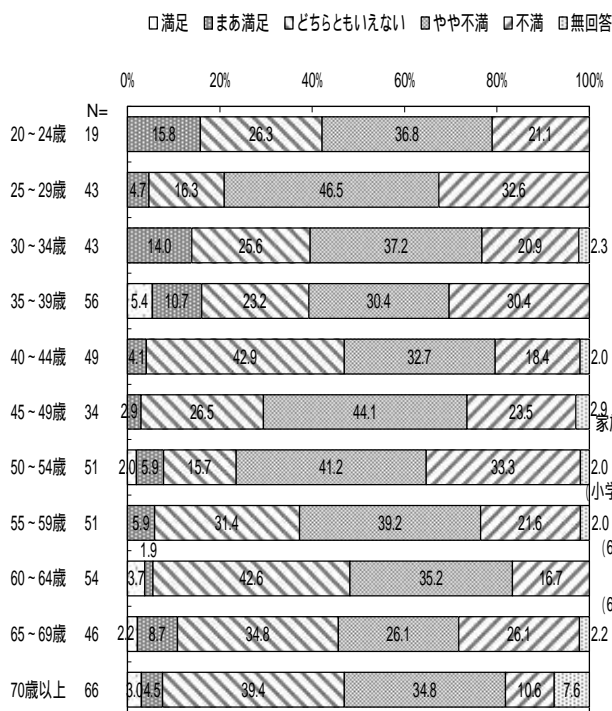 □満足 ■まあ満足 □どちらともいえない ■やや不満 ■不満 □無回答
0% 20% 40% 60% 80% 100%
N=
20~24歳 19 15.8 26.3 36.8 21.1
25~29歳 43 4.7 16.3 46.5 32.6
30~34歳 43 14.0 25.6 37.2 20.9 2.3
35~39歳 56 5.4 10.7 23.2 30.4 30.4
40~44歳 49 4.1 42.9 32.7 18.4 2.0
45~49歳 34 2.9 26.5 44.1 23.5 2.9
家族
50~54歳 51 2.0 5.9 15.7 41.2 33.3 2.0
(小学
55~59歳 51 5.9 31.4 39.2 21.6 2.0
(6
1.9
60~64歳 54 3.7 42.6 35.2 16.7
(6
65~69歳 46 2.2 8.7 34.8 26.1 26.1 2.2
70歳以上 66 3.0 4.5 39.4 34.8 10.6 7.6